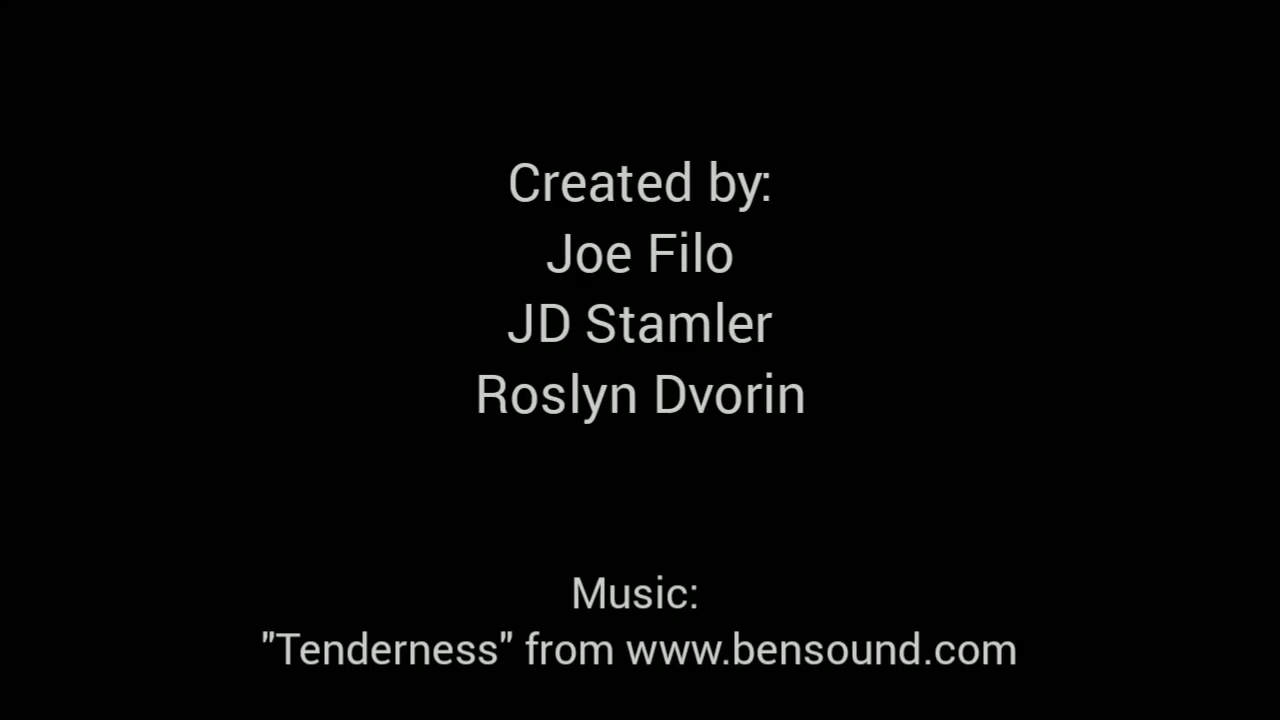 Created by:
Joe Filo
JD Stamler
Roslyn Dvorin
Music:
"Tenderness" from www.bensound.com